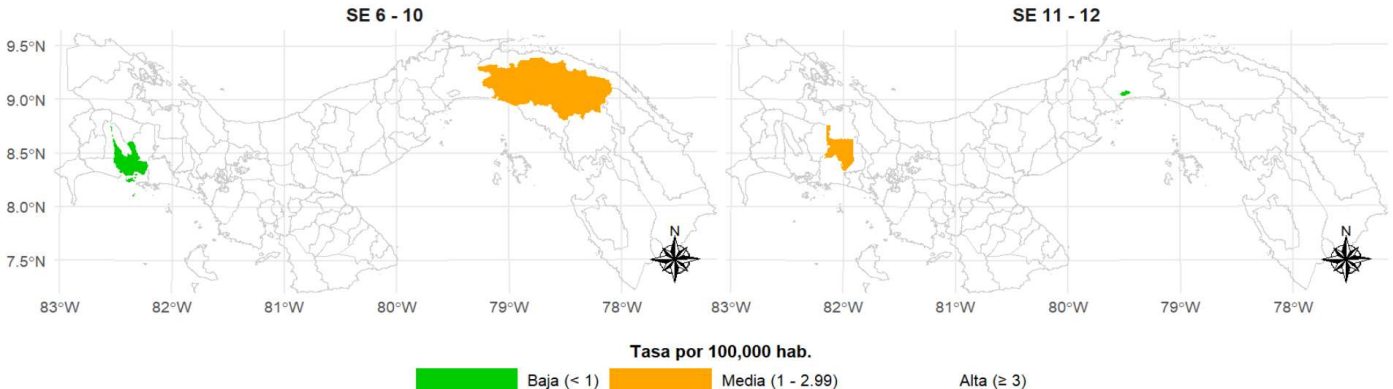 SE 6 - 10
SE 11 - 12
9.5°N
9.0°N
8.5°N
8.0°N
7.5°N
N
N
83°W 82°W 81°W 80°W 79°W 78°W
83°W 82°W 81°W 80°W 79°W 78°W
Tasa por 100,000 hab.
Baja (< 1) Media (1 - 2.99) Alta (≥ 3)